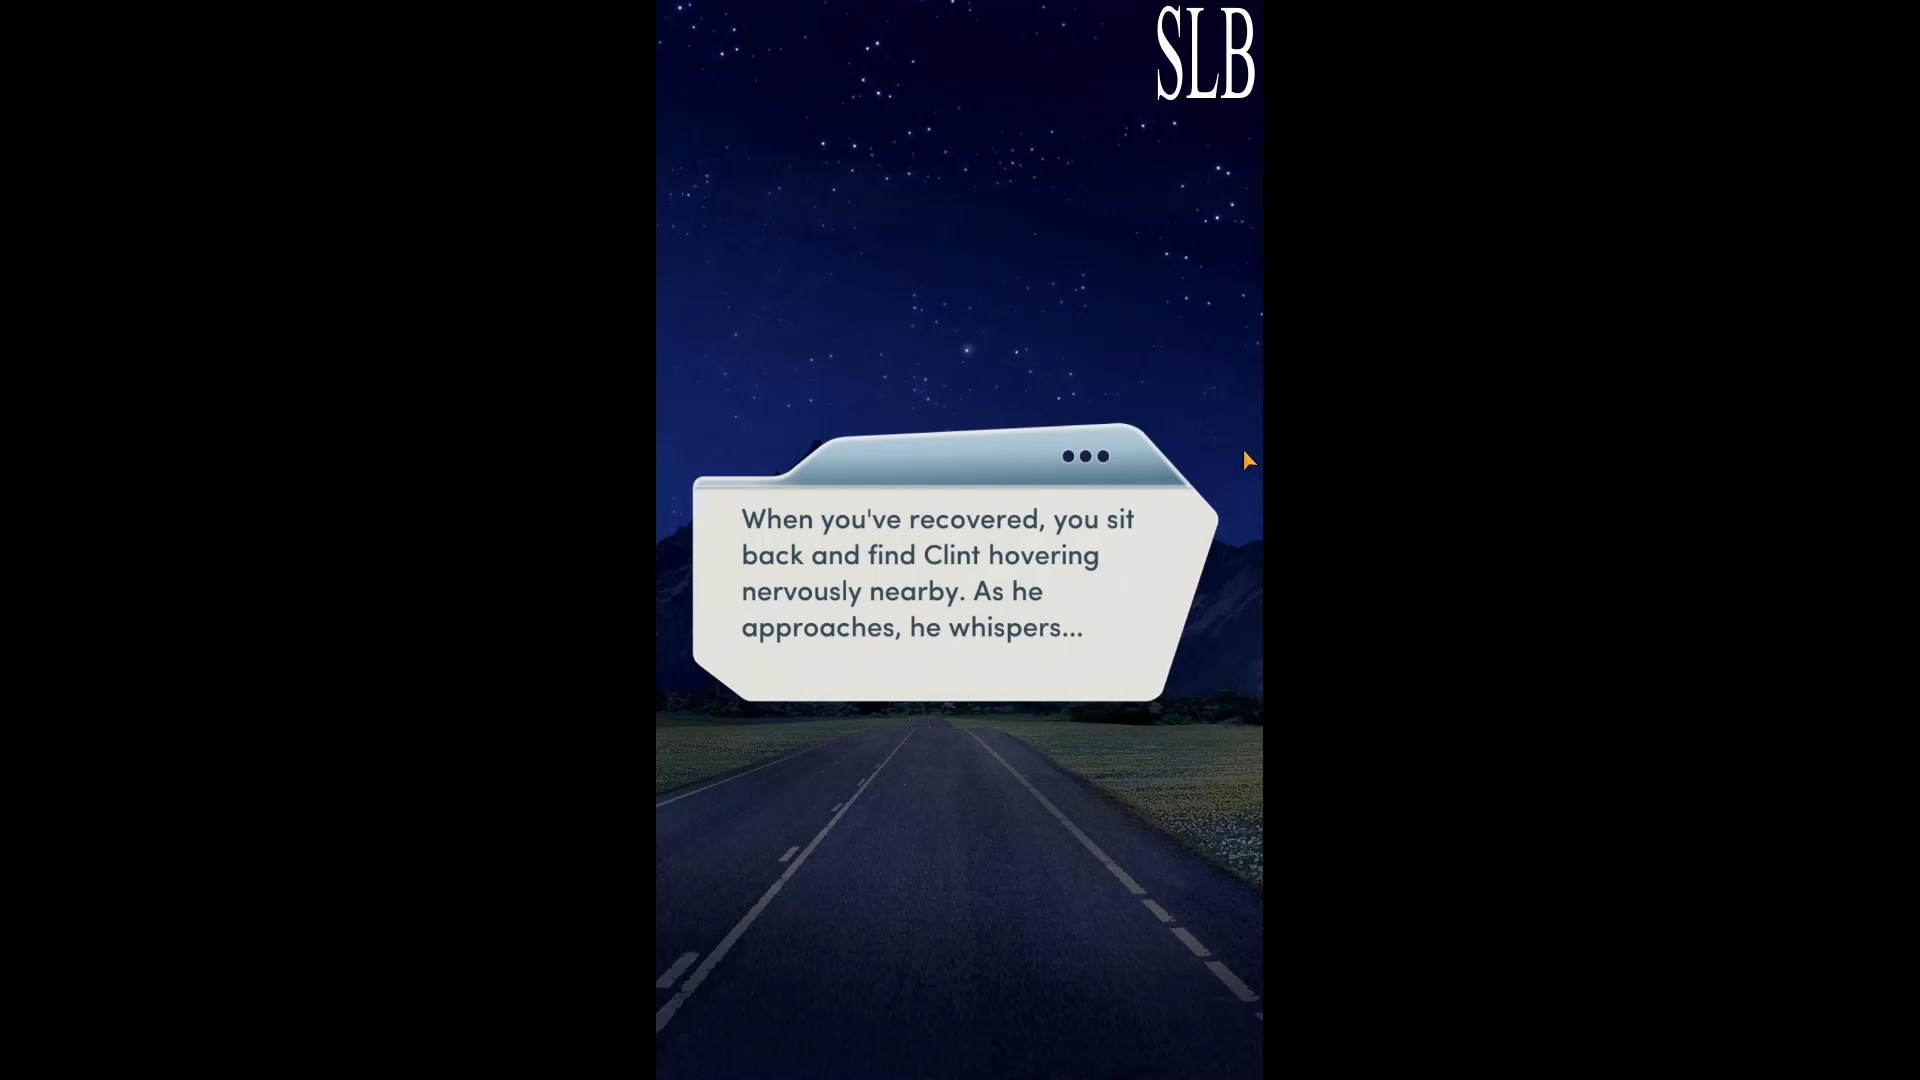 SLB
When you've recovered, you sit
back and find Clint hovering
nervously nearby. As he
approaches, he whispers...